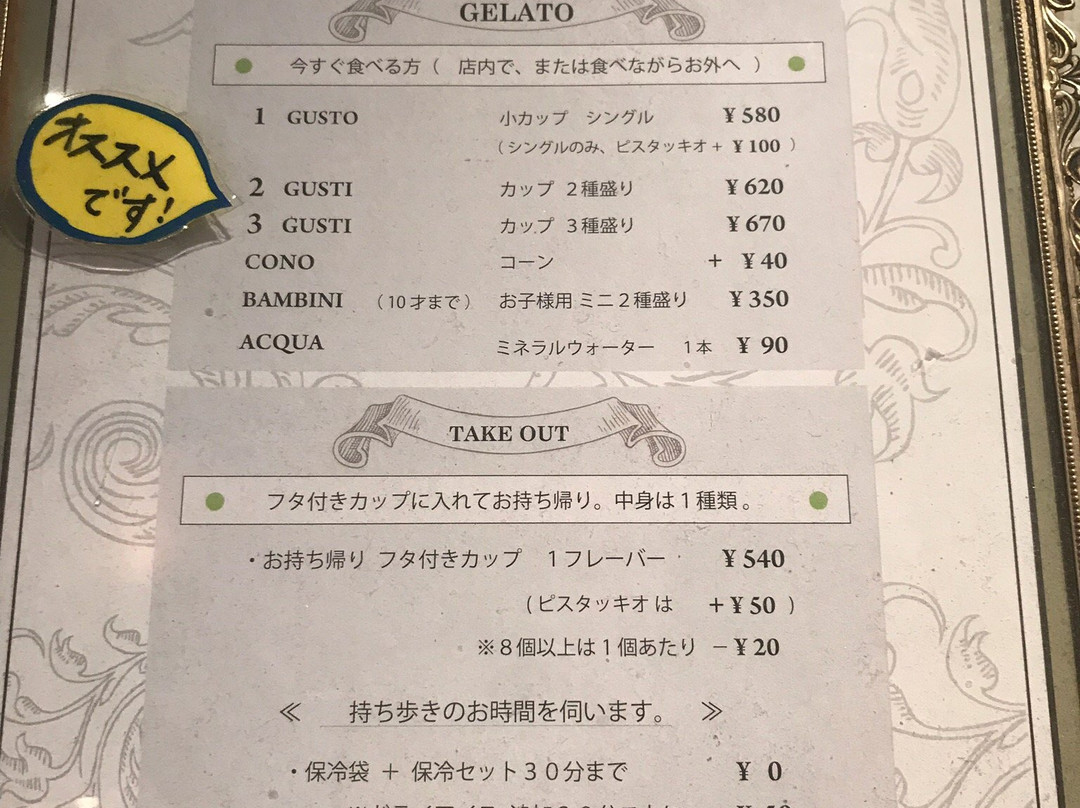 GELATO
今すぐ食べる方（ 店内で、または食べながらお外へ ）
1 GUSTO 小カップ シングル ¥580
（シングルのみ、ピスタッキオ+ ¥100 ）
オススメ
です!
2 GUSTI カップ 2種盛り ¥620
3 GUSTI カップ 3種盛り ¥670
CONO コーン + ¥40
BAMBINI （10才まで） お子様用 ミニ2種盛り ¥350
ACQUA ミネラルウォーター 1本 ¥ 90
TAKE OUT
フタ付きカップに入れてお持ち帰り。中身は1種類。
・お持ち帰り フタ付きカップ 1フレーバー ¥540
（ピスタッキオ は +¥50 ）
※8個以上は1個あたり −¥20
≪ 持ち歩きのお時間を伺います。 ≫
・保冷袋 + 保冷セット30分まで ¥ 0